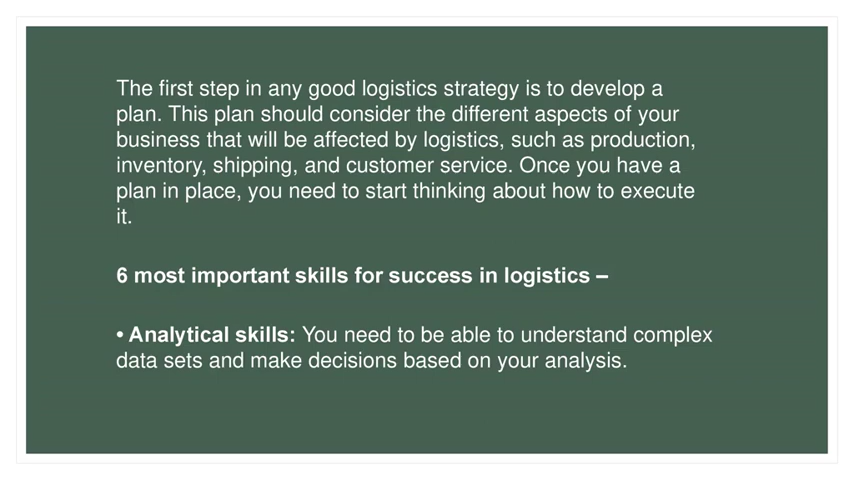 The first step in any good logistics strategy is to develop a
plan. This plan should consider the different aspects of your
business that will be affected by logistics, such as production,
inventory, shipping, and customer service. Once you have a
plan in place, you need to start thinking about how to execute
it.
6 most important skills for success in logistics –
• Analytical skills: You need to be able to understand complex
data sets and make decisions based on your analysis.